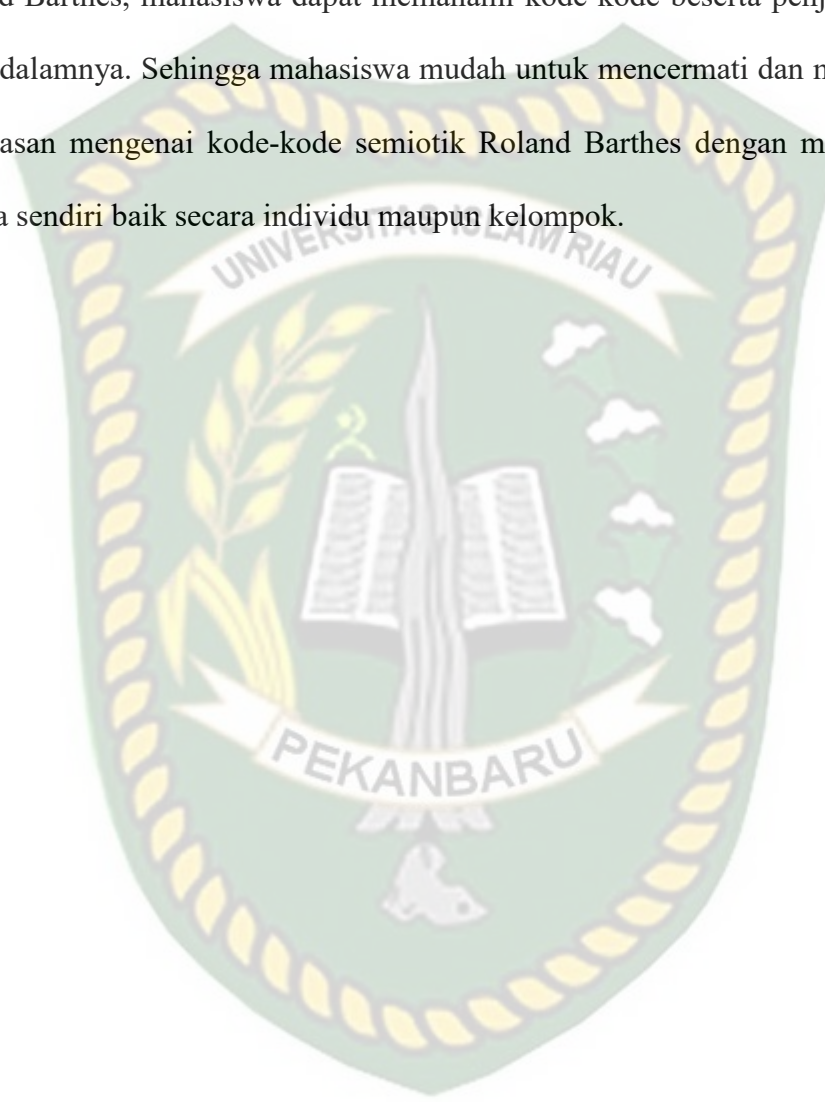 d Barthes, mahasiswa dapat memahami kode-kode beserta
dalamnya. Sehingga mahasiswa mudah untuk mencermati dan
asan mengenai kode-kode semiotik Roland Barthes dengan
a sendiri baik secara individu maupun kelompok.
UNIVERSITAS ISLAM RIAU
PEKANBARU